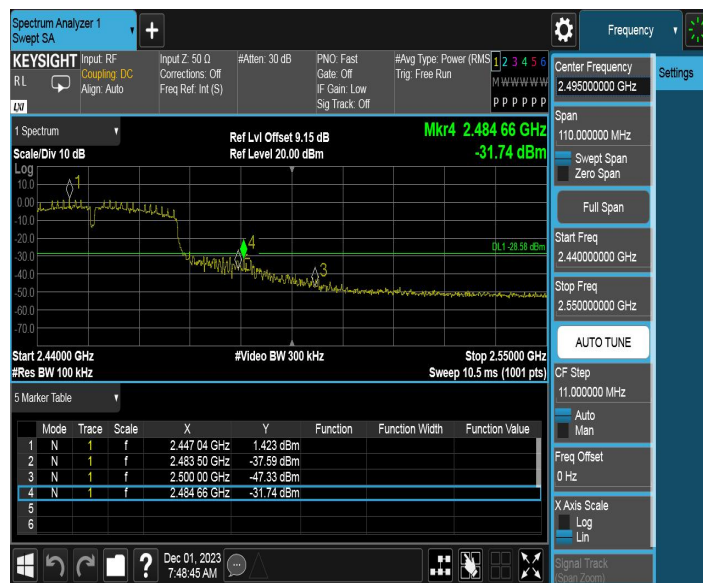 Spectrum Analyzer 1
Swept SA
+
Frequency
KEYSIGHT
RL
LXI
Input: RF
Coupling: DC
Align: Auto
Input Z: 50 Ω
Corrections: Off
Freq Ref: Int (S)
#Atten: 30 dB
PNO: Fast
Gate: Off
IF Gain: Low
Sig Track: Off
#Avg Type: Power (RMS
Trig: Free Run
1 2 3 4 5 6
M W W W W W
P P P P P P
Center Frequency
2.495000000 GHz
Settings
Span
110.000000 MHz
Swept Span
Zero Span
Full Span
Start Freq
2.440000000 GHz
Stop Freq
2.550000000 GHz
AUTO TUNE
CF Step
11.000000 MHz
Auto
Man
Freq Offset
0 Hz
X Axis Scale
Log
Lin
Signal Track
(Span Zoom)
1 Spectrum
Scale/Div 10 dB
Ref Lvl Offset 9.15 dB
Ref Level 20.00 dBm
Mkr4 2.484 66 GHz
-31.74 dBm
Log
10.0
0.00
-10.0
-20.0
-30.0
-40.0
-50.0
-60.0
-70.0
1
4
3
DL1 -28.58 dBm
Start 2.44000 GHz
#Video BW 300 kHz
Stop 2.55000 GHz
#Res BW 100 kHz
Sweep 10.5 ms (1001 pts)
5 Marker Table
Mode Trace Scale X Y Function Function Width Function Value
1 N 1 f 2.447 04 GHz 1.423 dBm
2 N 1 f 2.483 50 GHz -37.59 dBm
3 N 1 f 2.500 00 GHz -47.33 dBm
4 N 1 f 2.484 66 GHz -31.74 dBm
5
6
?
Dec 01, 2023
7:48:45 AM